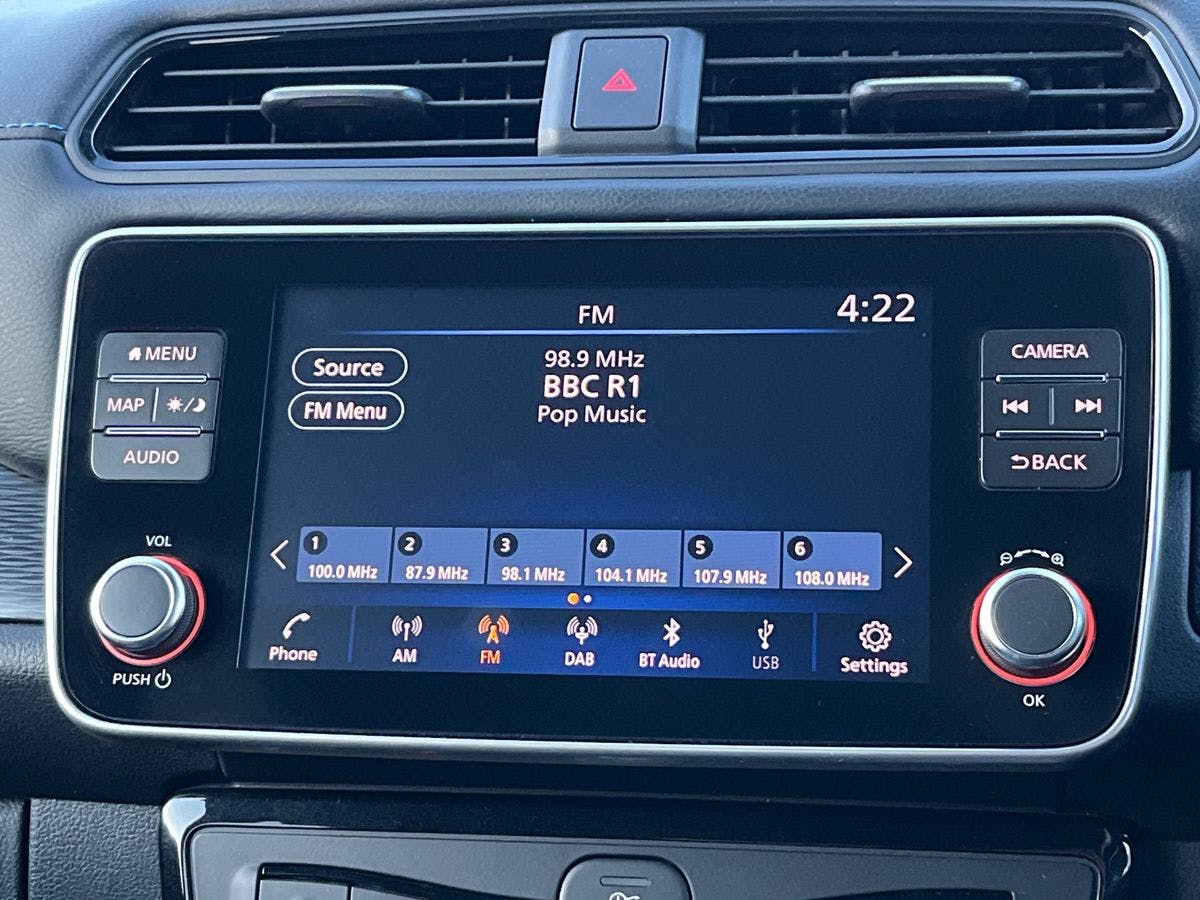 FM
4:22
Source
FM Menu
98.9 MHz
BBC R1
Pop Music
1
100.0 MHz
2
87.9 MHz
3
98.1 MHz
4
104.1 MHz
5
107.9 MHz
6
108.0 MHz
Phone
AM
FM
DAB
BT Audio
USB
Settings
MENU
MAP
AUDIO
VOL
PUSH
CAMERA
BACK
OK